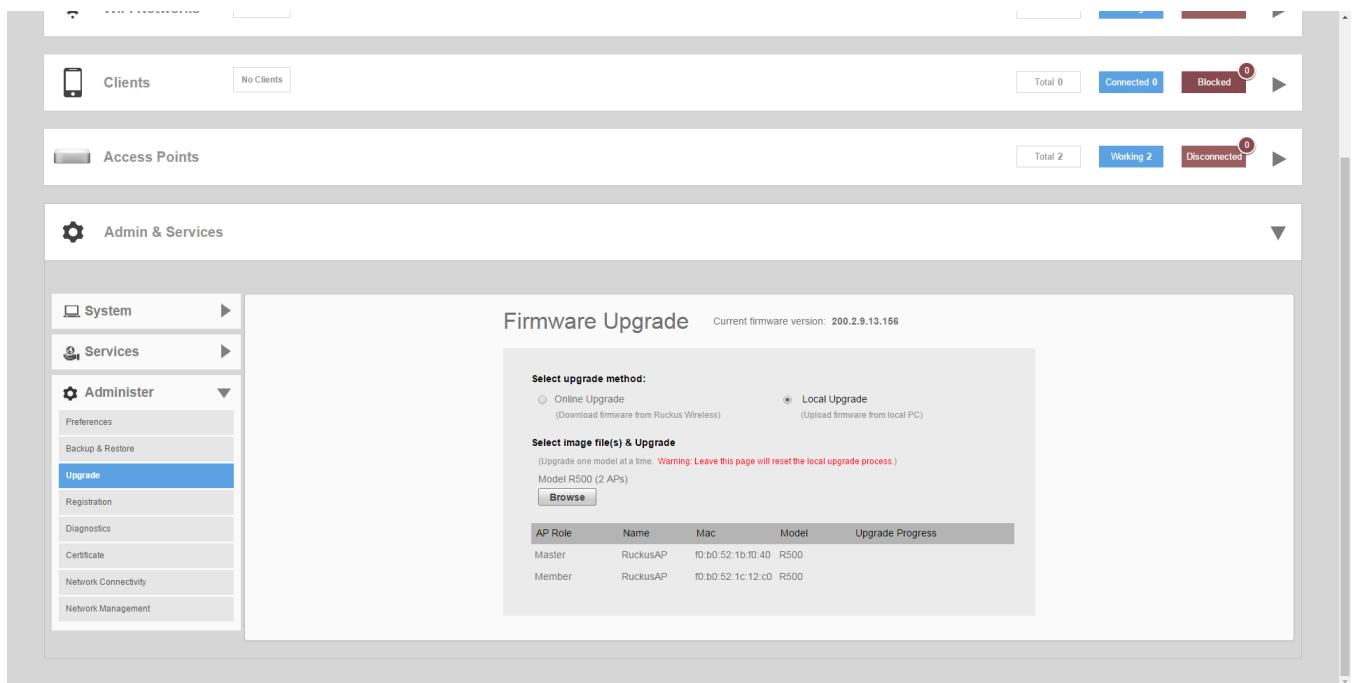 Clients
No Clients
Total 0
Connected 0
Blocked
0
Access Points
Total 2
Working 2
Disconnected
0
Admin & Services
System
Services
Administer
Preferences
Backup & Restore
Upgrade
Registration
Diagnostics
Certificate
Network Connectivity
Network Management
Firmware Upgrade Current firmware version: 200.2.9.13.156
Select upgrade method:
Online Upgrade
(Download firmware from Ruckus Wireless)
Local Upgrade
(Upload firmware from local PC)
Select image file(s) & Upgrade
(Upgrade one model at a time. Warning: Leave this page will reset the local upgrade process.)
Model R500 (2 APs)
Browse
AP Role Name Mac Model Upgrade Progress
Master RuckusAP f0:b0:52:1b:f0:40 R500
Member RuckusAP f0:b0:52:1c:12:c0 R500